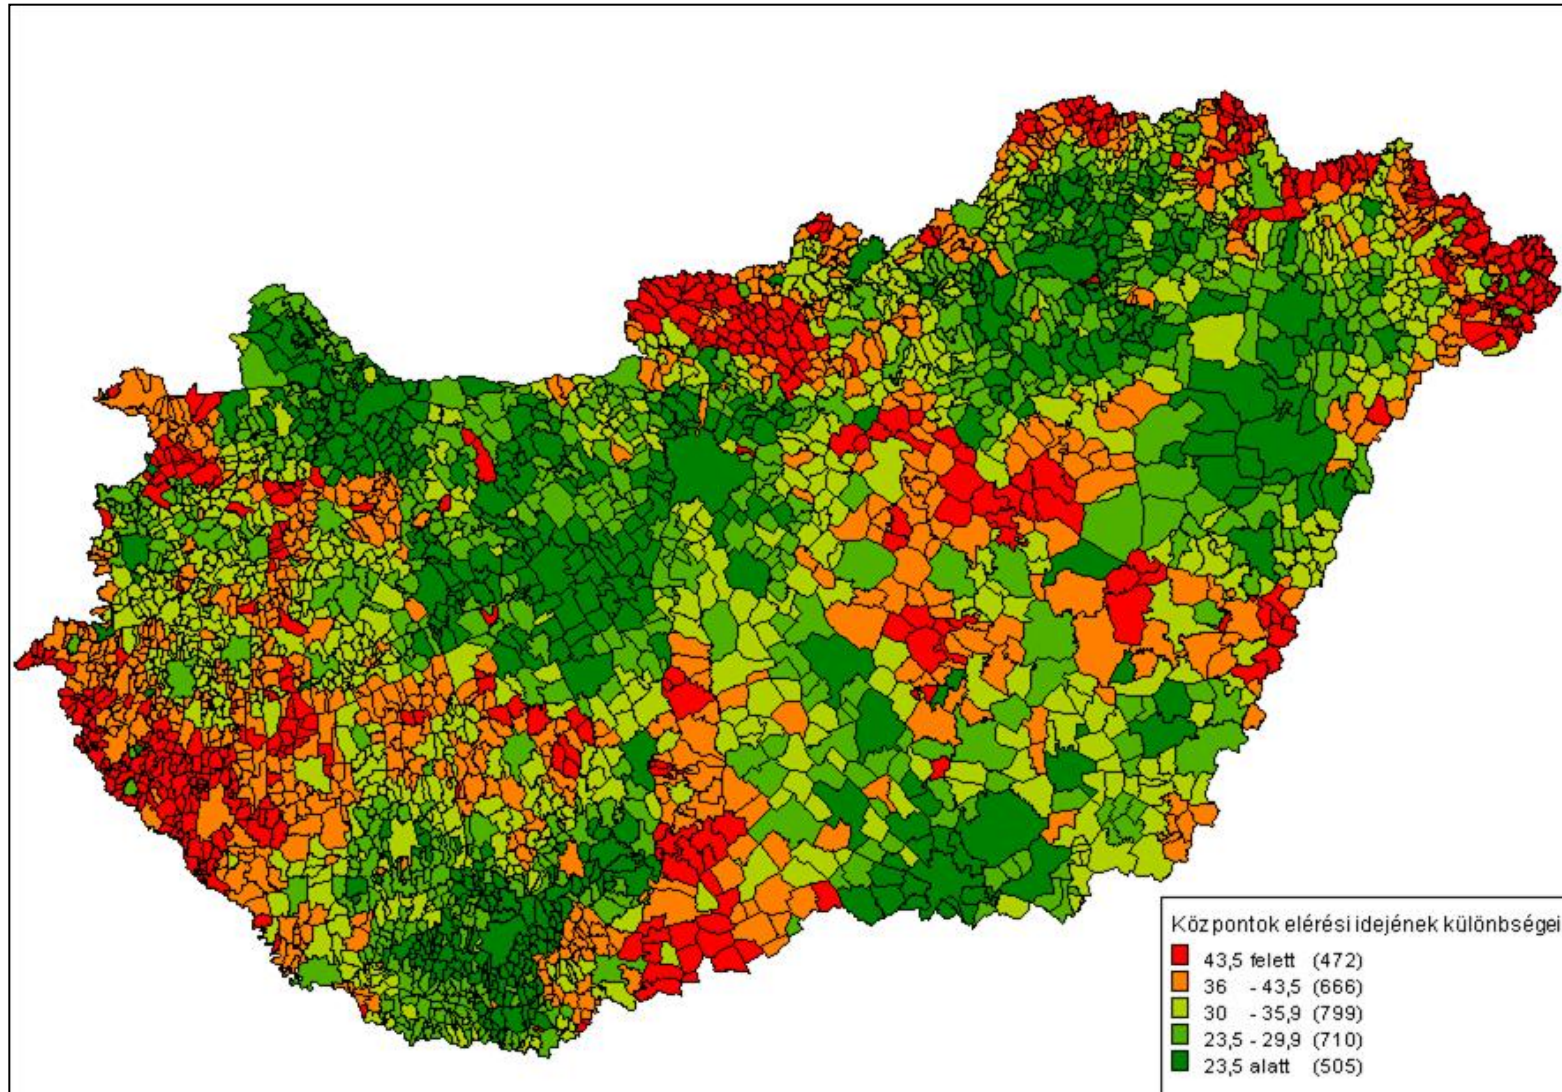 Központok elérési idejének különbségei
43,5 felett (472)
36 - 43,5 (666)
30 - 35,9 (799)
23,5 - 29,9 (710)
23,5 alatt (505)